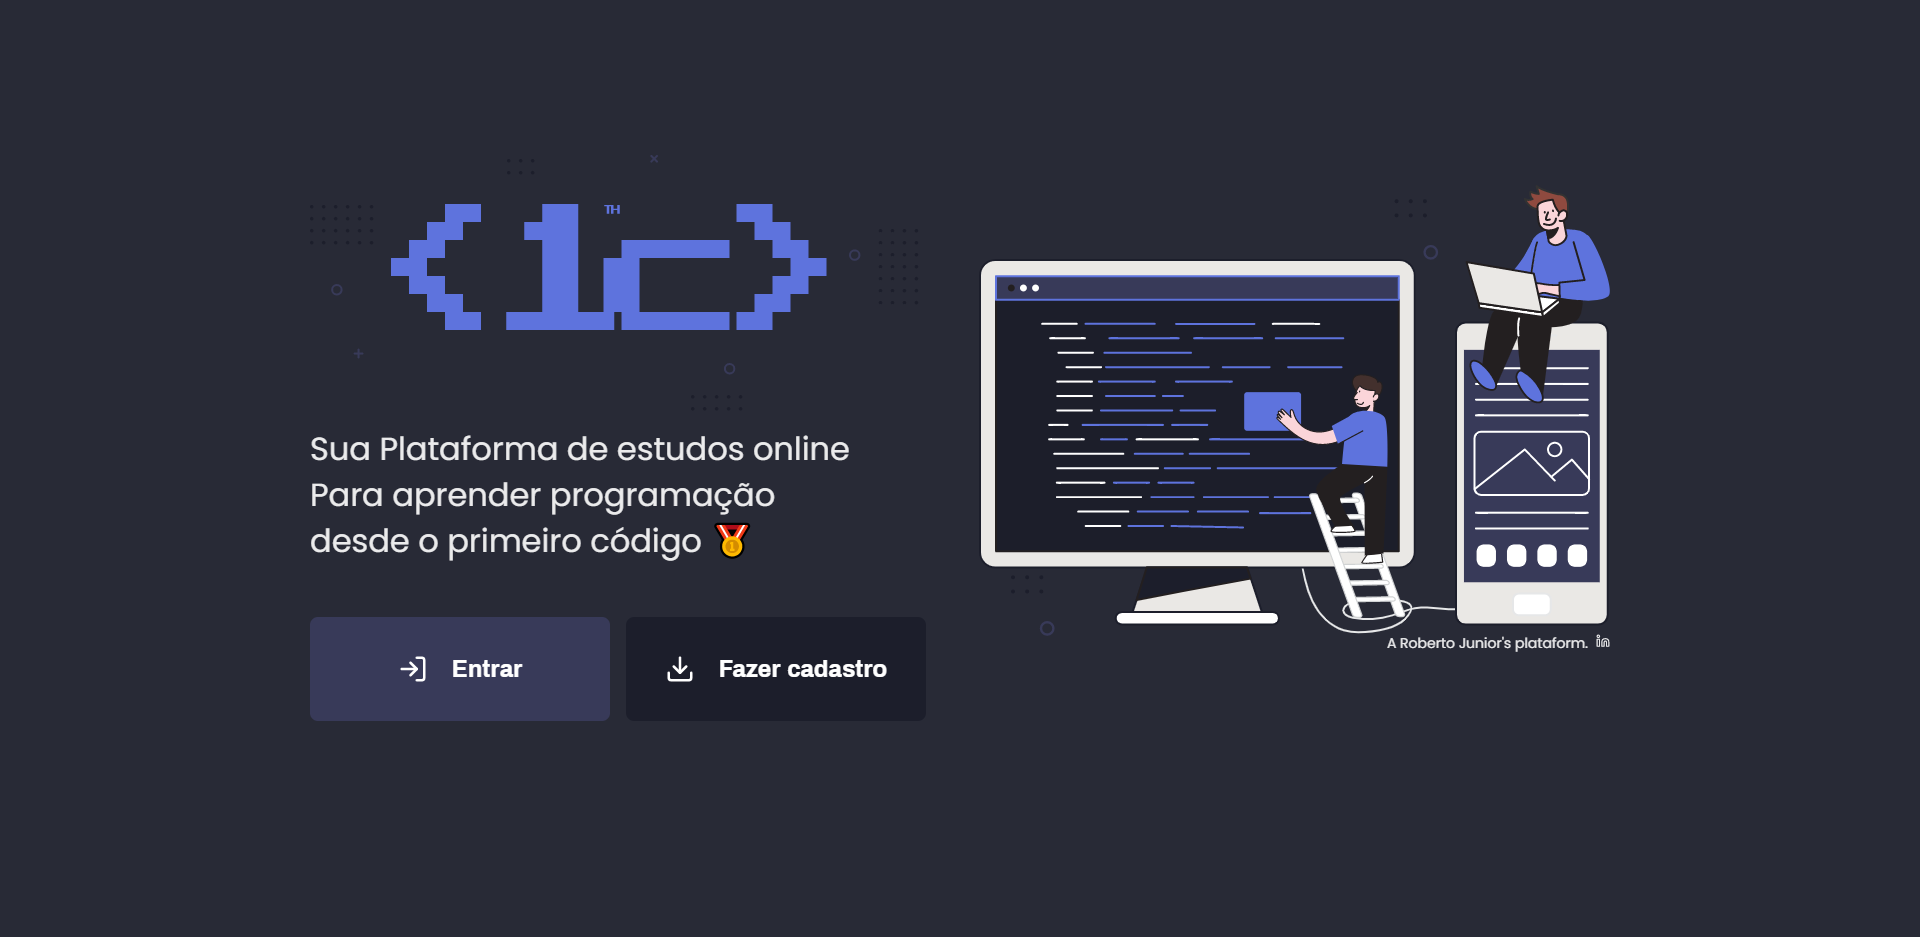 <1c>
TH
Sua Plataforma de estudos online
Para aprender programação
desde o primeiro código
Entrar
Fazer cadastro
A Roberto Junior's plataform. in